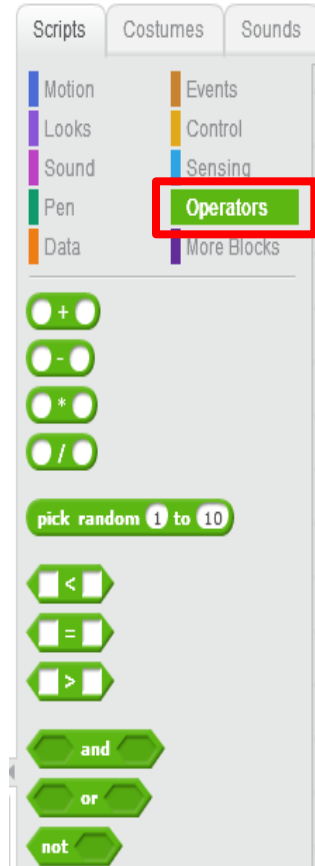 Scripts Costumes Sounds
Motion Events
Looks Control
Sound Sensing
Pen Operators
Data More Blocks
+
-
*
/
pick random 1 to 10
<
=
>
and
or
not